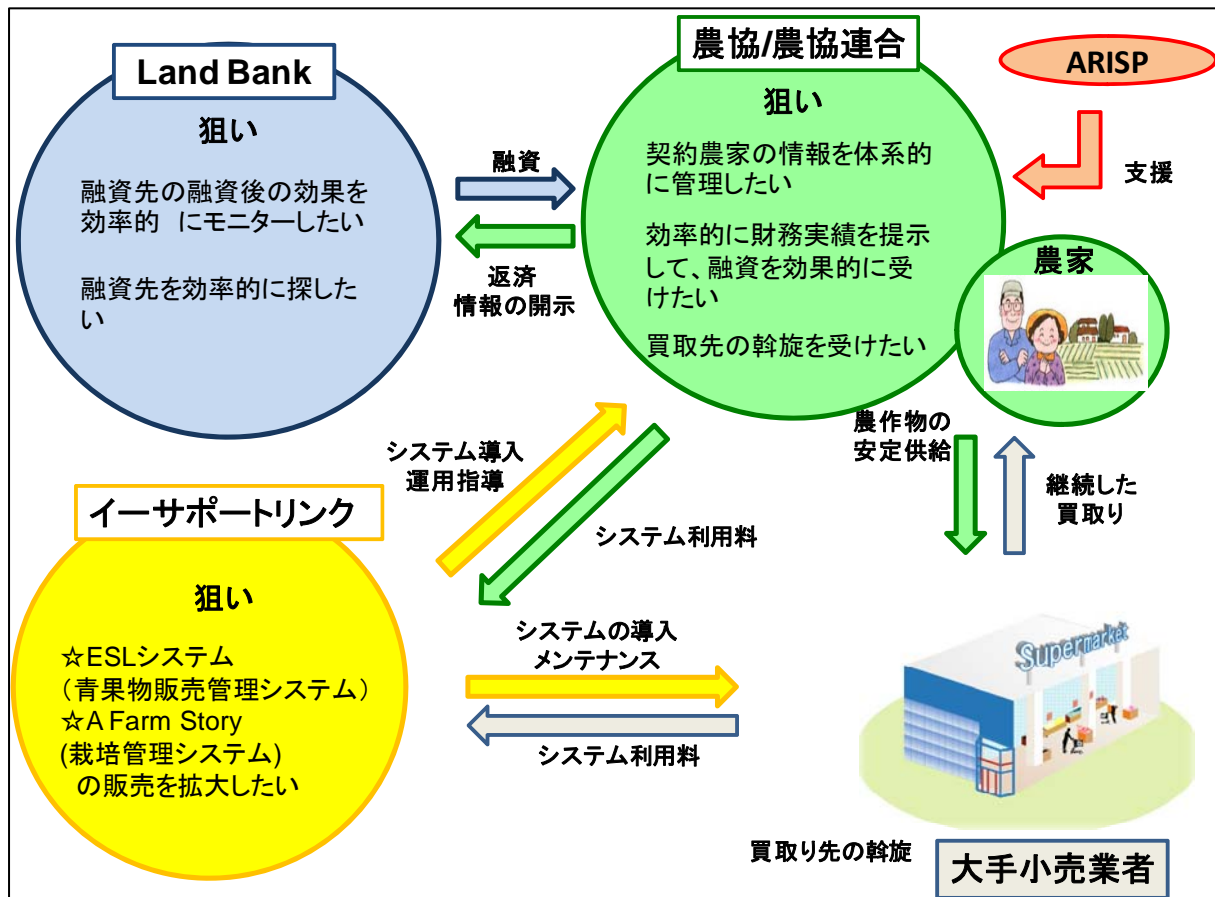 Land Bank
狙い
融資先の融資後の効果を
効率的 にモニターしたい
融資先を効率的に探した
い
融資
返済
情報の開示
農協/農協連合
狙い
契約農家の情報を体系的
に管理したい
効率的に財務実績を提示
して、融資を効果的に受
けたい
買取先の斡旋を受けたい
ARISP
支援
農家
農作物の
安定供給
継続した
買取り
システム導入
運用指導
システム利用料
イーサポートリンク
狙い
☆ESLシステム
（青果物販売管理システム）
☆A Farm Story
(栽培管理システム)
の販売を拡大したい
システムの導入
メンテナンス
システム利用料
Supermarket
買取り先の斡旋
大手小売業者